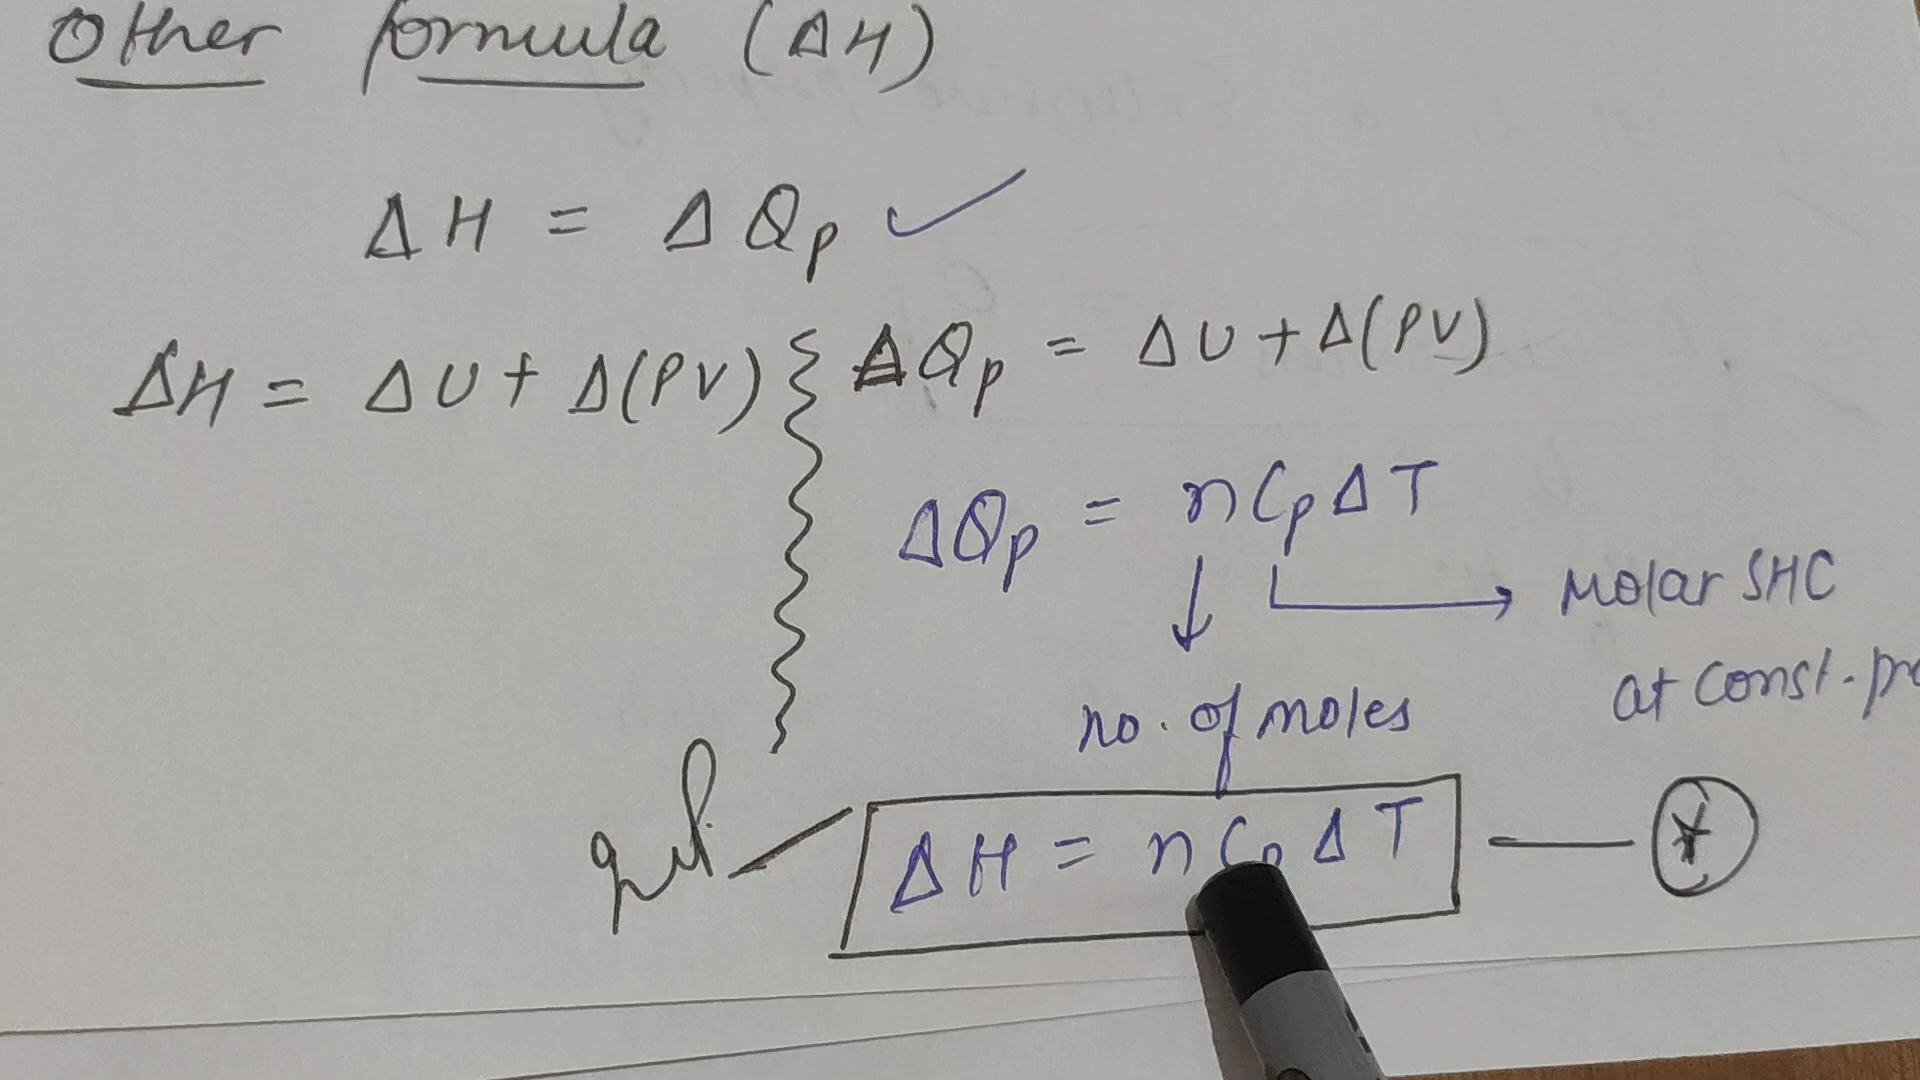 Other formula (ΔH)
ΔH = ΔQp ✓
ΔH = ΔU + Δ(PV)
ΔQp = ΔU + Δ(PV)
ΔQp = nCpΔT
Molar SHC
at const. pre
no. of moles
ΔH = nCpΔT